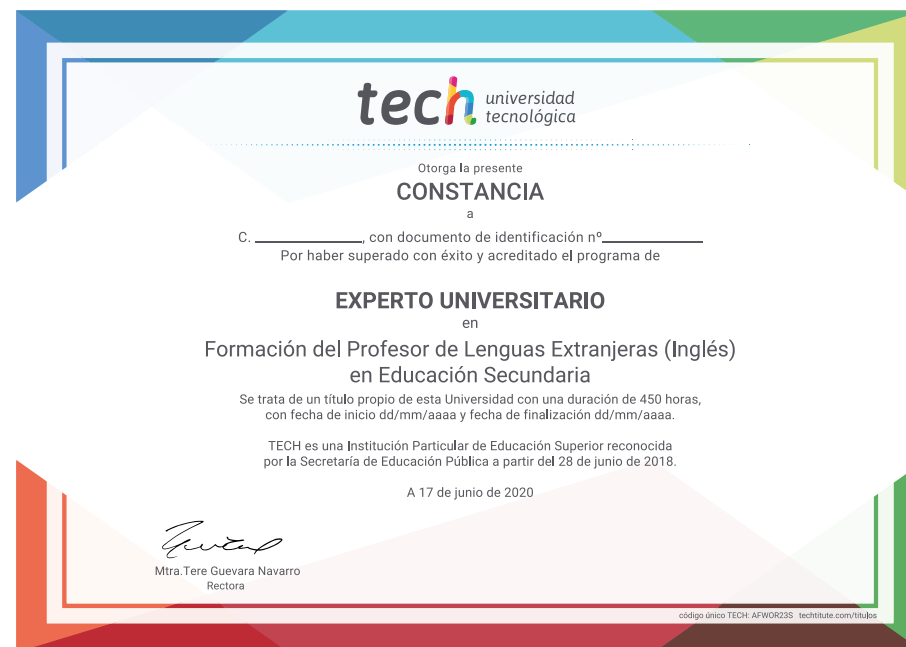 tech universidad
tecnológica
Otorga la presente
CONSTANCIA
a
C. ______________, con documento de identificación nº_____________
Por haber superado con éxito y acreditado el programa de
EXPERTO UNIVERSITARIO
en
Formación del Profesor de Lenguas Extranjeras (Inglés)
en Educación Secundaria
Se trata de un título propio de esta Universidad con una duración de 450 horas,
con fecha de inicio dd/mm/aaaa y fecha de finalización dd/mm/aaaa.
TECH es una Institución Particular de Educación Superior reconocida
por la Secretaría de Educación Pública a partir del 28 de junio de 2018.
A 17 de junio de 2020
Mtra.Tere Guevara Navarro
Rectora
código único TECH: AFWOR23S techtitute.com/titulos